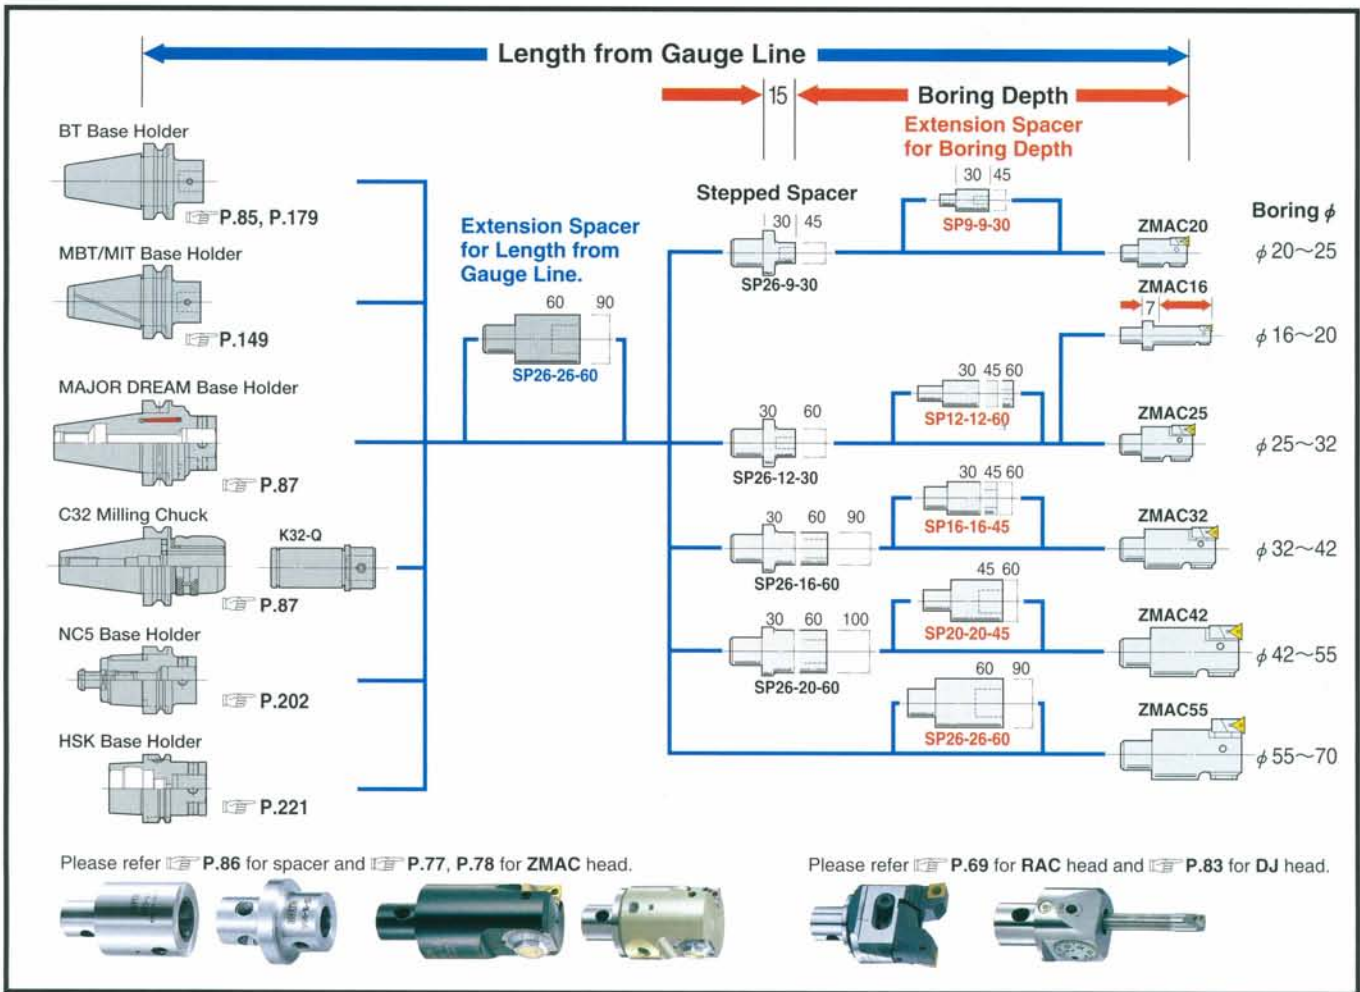 Length from Gauge Line
15
Boring Depth
BT Base Holder
P.85, P.179
MBT/MIT Base Holder
P.149
MAJOR DREAM Base Holder
P.87
C32 Milling Chuck
K32-Q
P.87
NC5 Base Holder
P.202
HSK Base Holder
P.221
Extension Spacer
for Length from
Gauge Line.
60 90
SP26-26-60
Stepped Spacer
30 45
SP26-9-30
30 60
SP26-12-30
30 60 90
SP26-16-60
30 60 100
SP26-20-60
Extension Spacer
for Boring Depth
30 45
SP9-9-30
30 45 60
SP12-12-60
30 45 60
SP16-16-45
45 60
SP20-20-45
60 90
SP26-26-60
Boring φ
ZMAC20
φ20～25
ZMAC16
7
φ16～20
ZMAC25
φ25～32
ZMAC32
φ32～42
ZMAC42
φ42～55
ZMAC55
φ55～70
Please refer ☞ P.86 for spacer and ☞ P.77, P.78 for ZMAC head.
Please refer ☞ P.69 for RAC head and ☞ P.83 for DJ head.